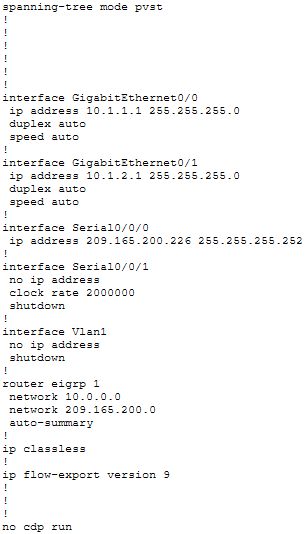 spanning-tree mode pvst
!
!
!
!
!
!
interface GigabitEthernet0/0
 ip address 10.1.1.1 255.255.255.0
 duplex auto
 speed auto
!
interface GigabitEthernet0/1
 ip address 10.1.2.1 255.255.255.0
 duplex auto
 speed auto
!
interface Serial0/0/0
 ip address 209.165.200.226 255.255.255.252
!
interface Serial0/0/1
 no ip address
 clock rate 2000000
 shutdown
!
interface Vlan1
 no ip address
 shutdown
!
router eigrp 1
 network 10.0.0.0
 network 209.165.200.0
 auto-summary
!
ip classless
!
ip flow-export version 9
!
!
!
no cdp run